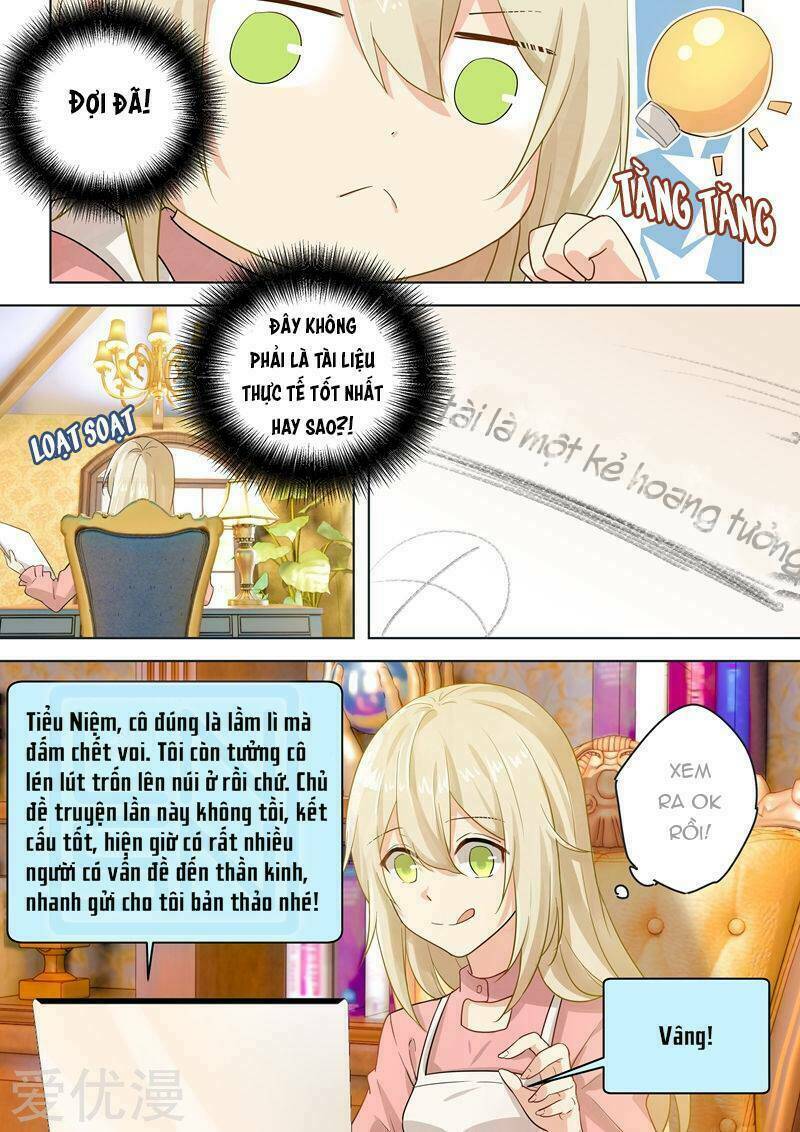 ĐỢI ĐÃ!
TẰNG TĂNG
ĐÂY KHÔNG
PHẢI LÀ TÀI LIỆU
THỰC TẾ TỐT NHẤT
HAY SAO?!
LOẠT SOẠT
tài là một kẻ hoang tưởng
Tiểu Niệm, cô đúng là lầm lì mà
đấm chết voi. Tôi còn tưởng cô
lén lút trốn lên núi ở rồi chứ. Chủ
đề truyện lần này không tồi, kết
cấu tốt, hiện giờ có rất nhiều
người có vấn đề đến thần kinh,
nhanh gửi cho tôi bản thảo nhé!
XEM
RA OK
RỒI!
Vâng!
爱优漫